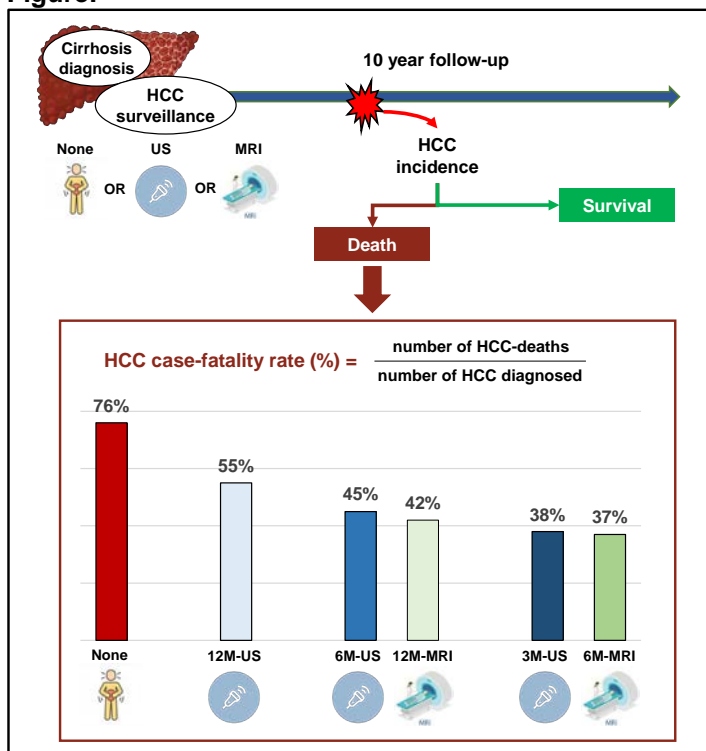 Figure.
Cirrhosis
diagnosis
HCC
surveillance
10 year follow-up
None
US
MRI
OR
OR
MRI
HCC
incidence
Survival
Death
HCC case-fatality rate (%) =
number of HCC-deaths
number of HCC diagnosed
76%
55%
45%
42%
38%
37%
None
12M-US
6M-US
12M-MRI
3M-US
6M-MRI